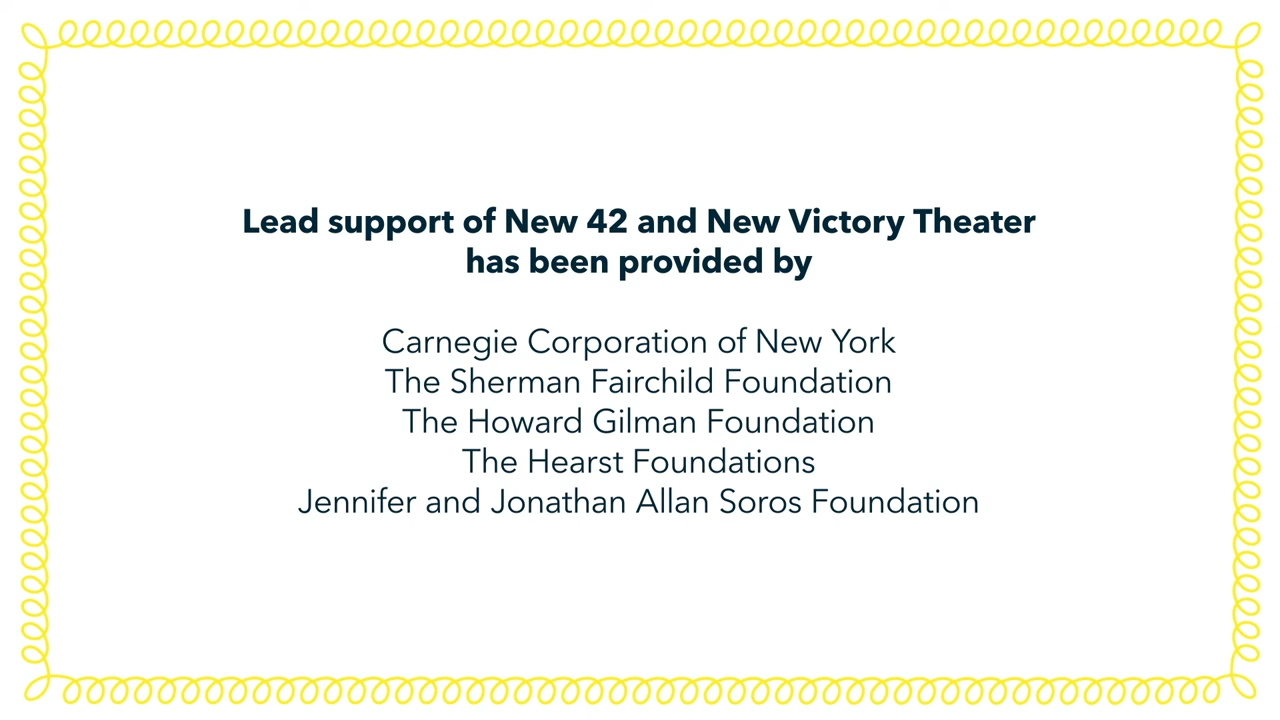 Lead support of New 42 and New Victory Theater
has been provided by
Carnegie Corporation of New York
The Sherman Fairchild Foundation
The Howard Gilman Foundation
The Hearst Foundations
Jennifer and Jonathan Allan Soros Foundation